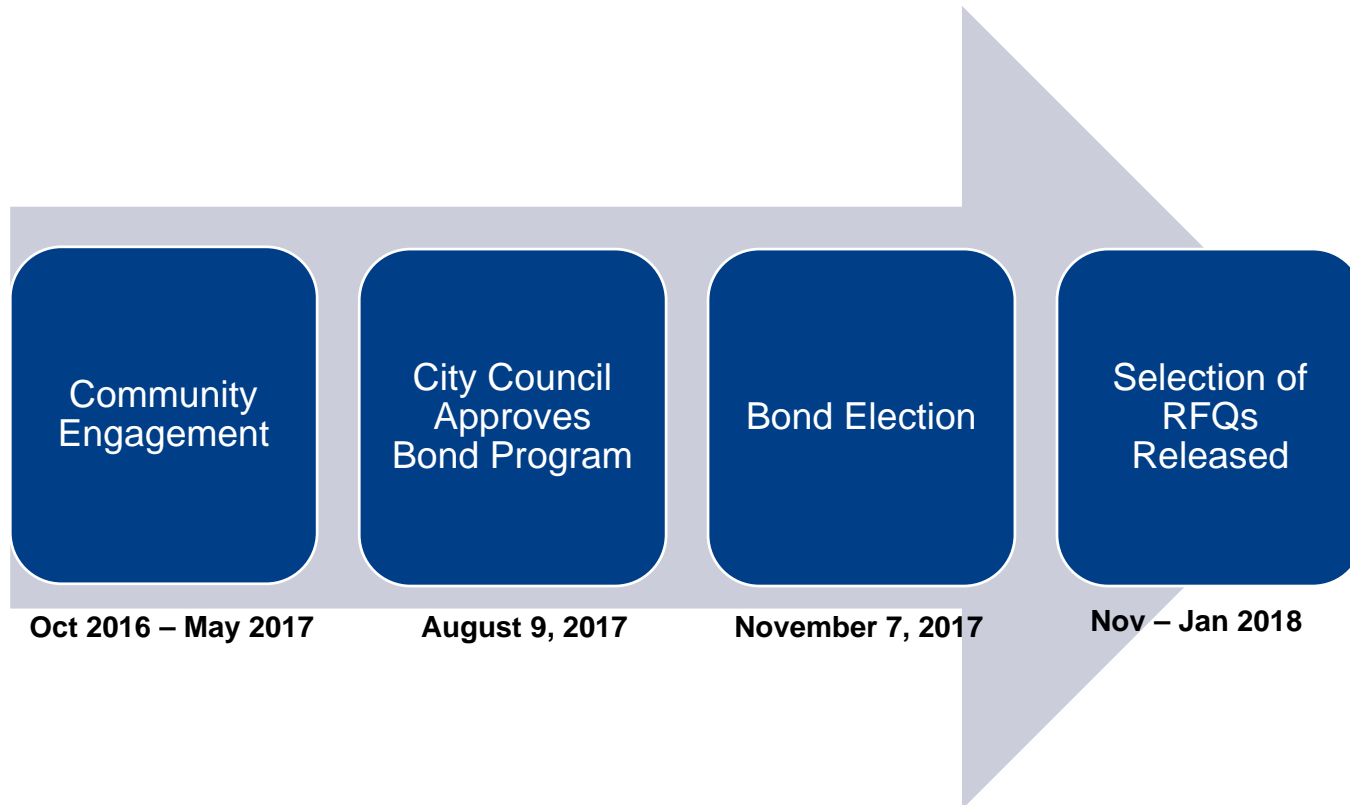 Community
Engagement
City Council
Approves
Bond Program
Bond Election
Selection of
RFQs
Released
Oct 2016 – May 2017
August 9, 2017
November 7, 2017
Nov – Jan 2018